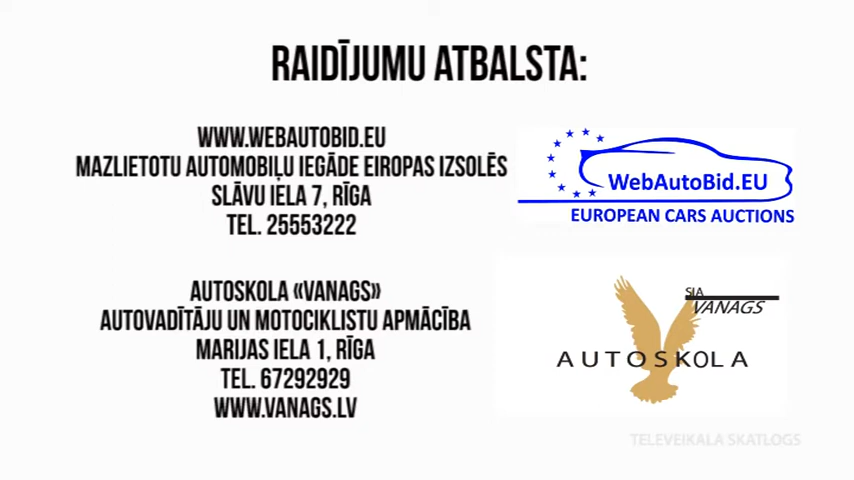 RAIDĪJUMU ATBALSTA:
WWW.WEBAUTOBID.EU
MAZLIETOTU AUTOMOBIĻU IEGĀDE EIROPAS IZSOLĒS
SLĀVU IELA 7, RĪGA
TEL. 25553222
WebAutoBid.EU
EUROPEAN CARS AUCTIONS
AUTOSKOLA «VANAGS»
AUTOVADĪTĀJU UN MOTOCIKLISTU APMĀCĪBA
MARIJAS IELA 1, RĪGA
TEL. 67292929
WWW.VANAGS.LV
SIA
VANAGS
AUTOSKOLA
TELEVEIKALA SKATLOGS